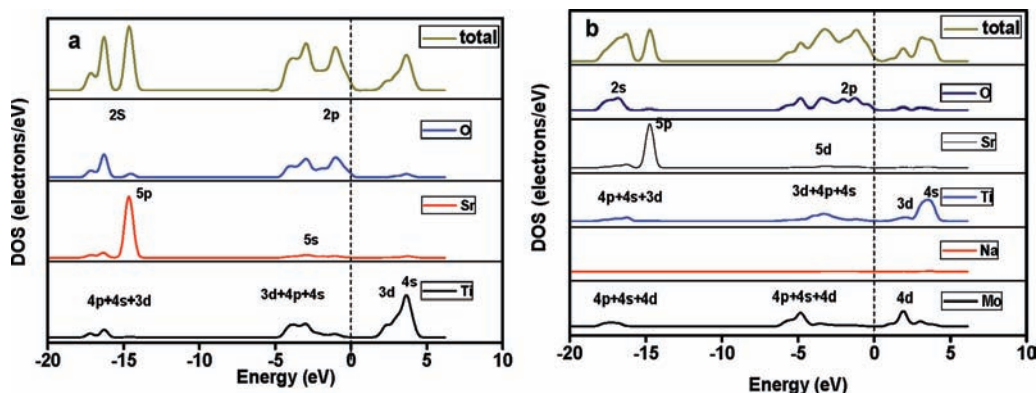 a
total
2S
2p
O
5p
Sr
5s
4p+4s+3d
3d+4p+4s
3d
4s
Ti
DOS (electrons/eV)
-20 -15 -10 -5 0 5 10
Energy (eV)
b
total
2s
2p
O
5p
Sr
5d
4p+4s+3d
3d+4p+4s
3d
4s
Ti
Na
4p+4s+4d
4p+s+4d
4d
Mo
DOS (electrons/eV)
-20 -15 -10 -5 0 5 10
Energy (eV)